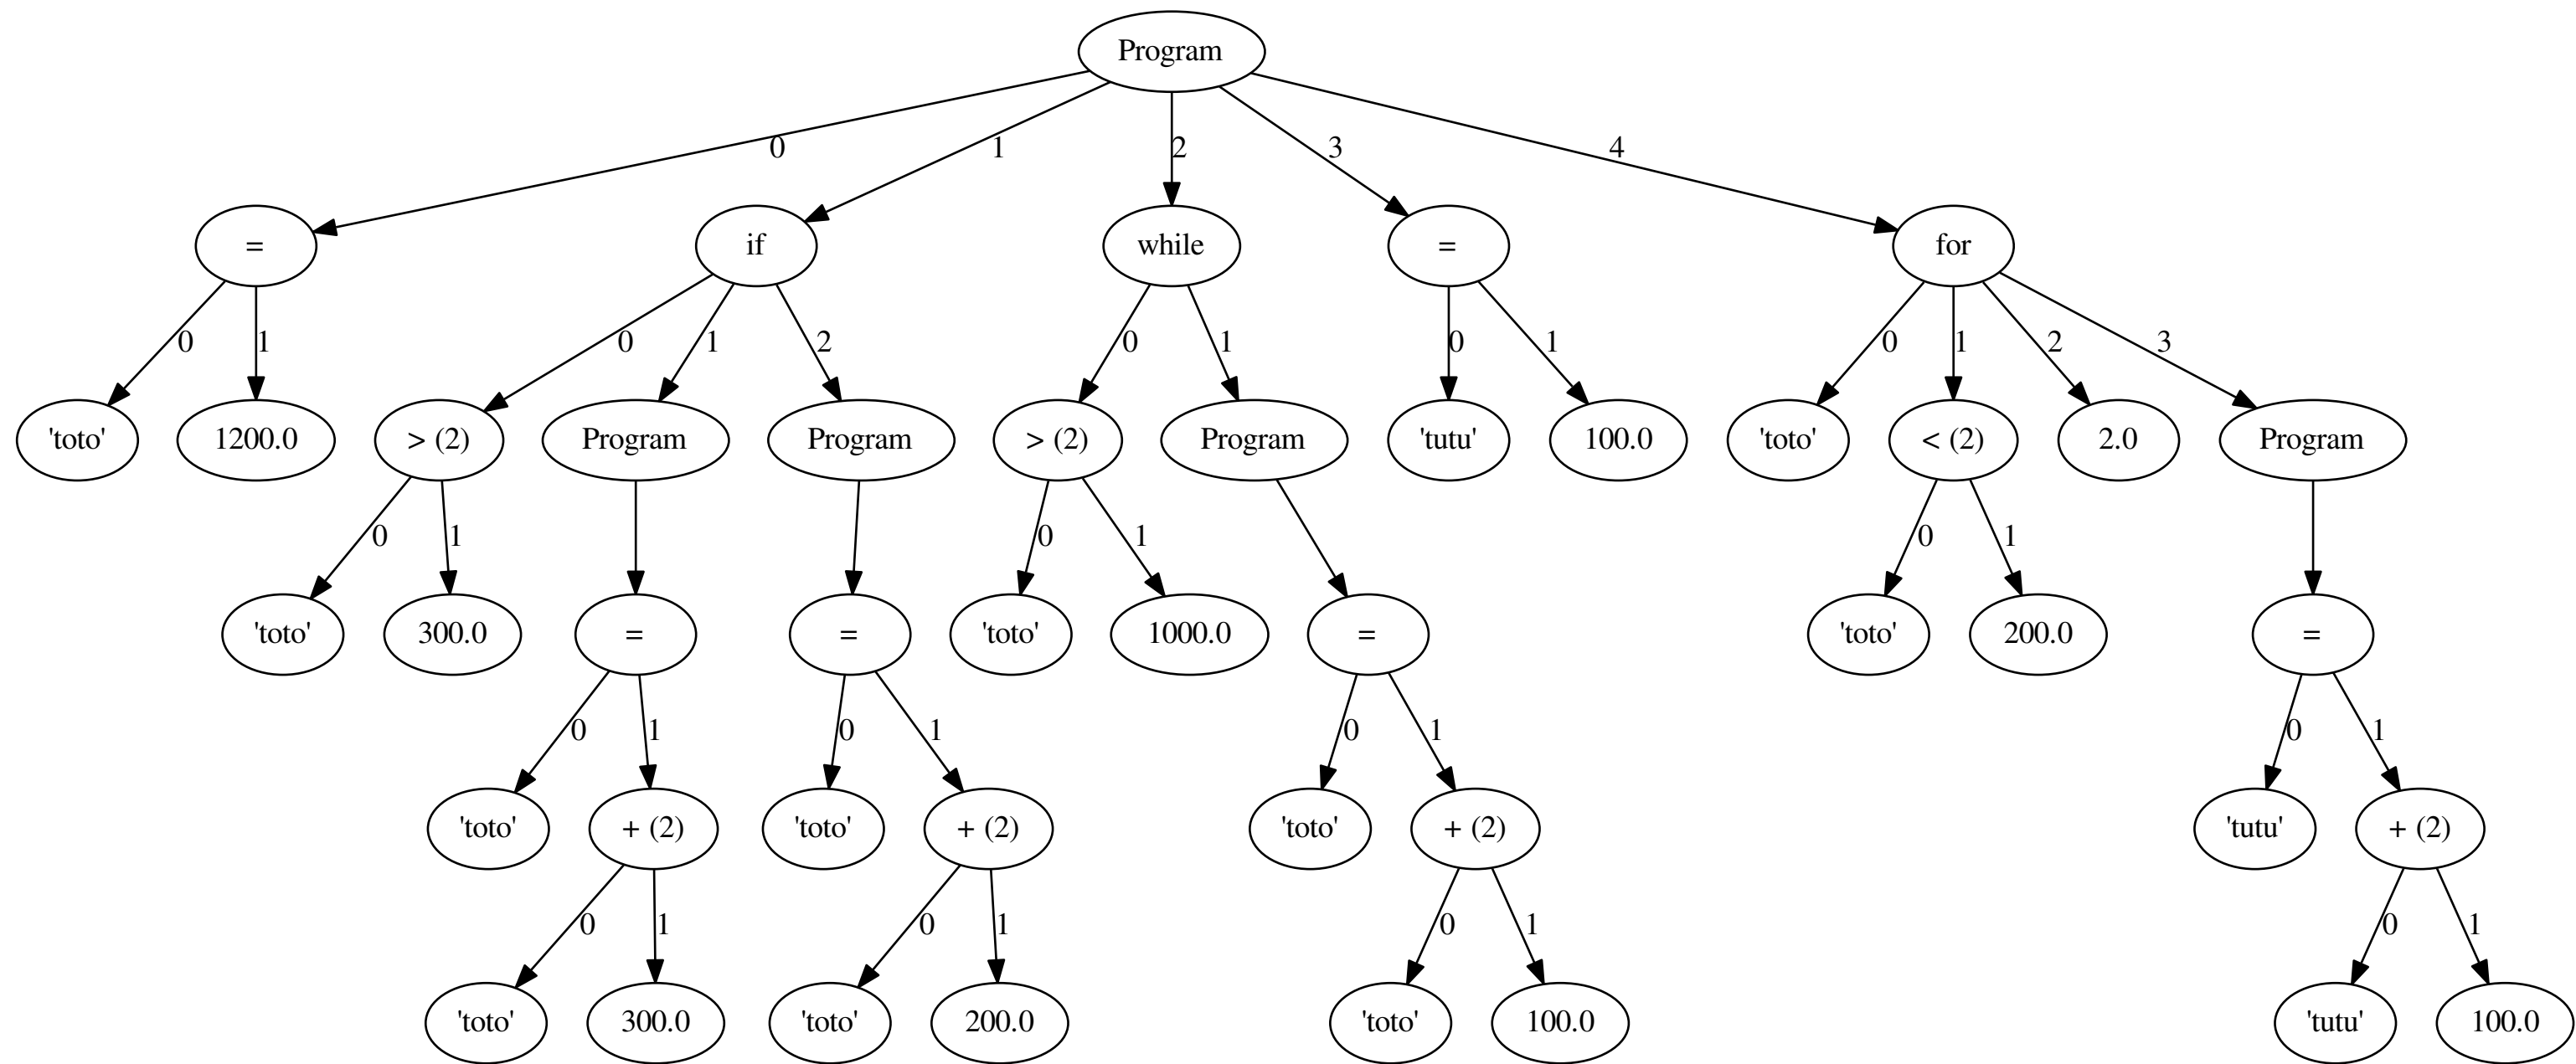 Program
0 1 2 3 4
= if while = for
0 1 0 1 2 0 1 0 1 0 1 2 3
'toto' 1200.0 > (2) Program Program > (2) Program 'tutu' 100.0 'toto' < (2) 2.0 Program
0 1 0 1 0 1
'toto' 300.0 = = 'toto' 1000.0 = 'toto' 200.0 =
0 1 0 1 0 1 0 1
'toto' + (2) 'toto' + (2) 'toto' + (2) 'tutu' + (2)
0 1 0 1 0 1 0 1
'toto' 300.0 'toto' 200.0 'toto' 100.0 'tutu' 100.0